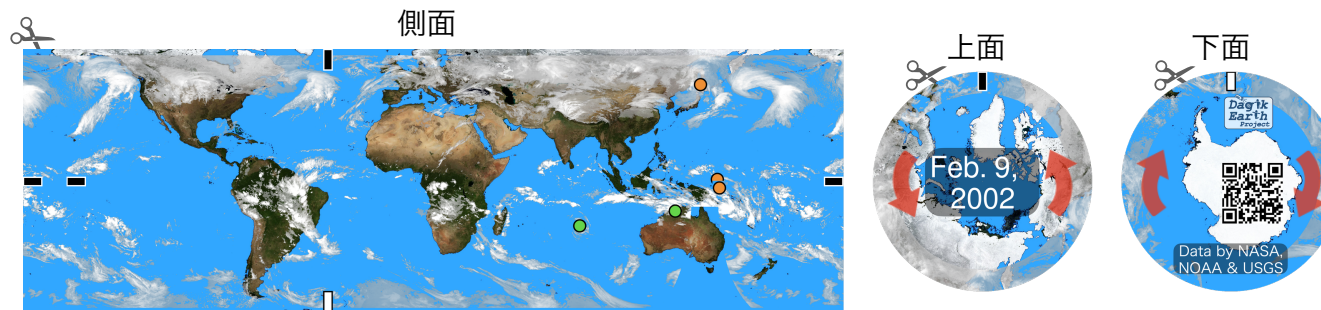 側面
上面
Feb. 9,
2002
下面
Dagik
Earth
Project
Data by NASA,
NOAA & USGS